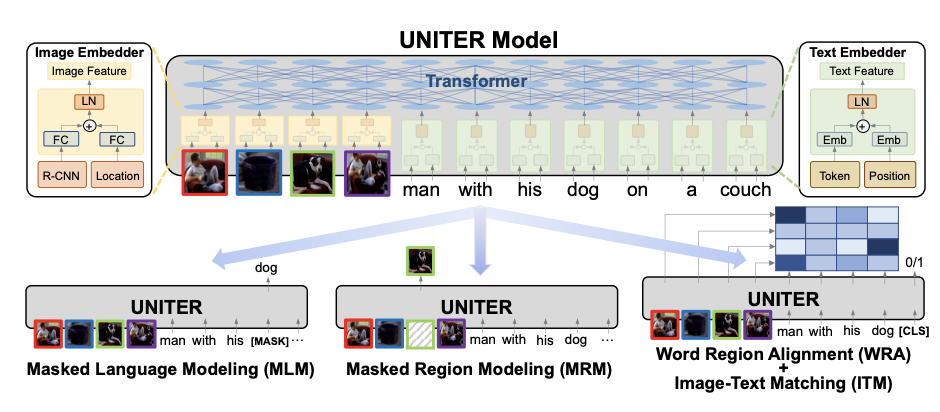 UNITER Model
Image Embedder
Image Feature
LN
+
FC
FC
R-CNN
Location
Transformer
man with his dog on a couch
Text Embedder
Text Feature
LN
+
Emb
Emb
Token
Position
dog
UNITER
man with his [MASK] ...
Masked Language Modeling (MLM)
UNITER
man with his dog ...
Masked Region Modeling (MRM)
0/1
UNITER
man with his dog [CLS]
Word Region Alignment (WRA)
+
Image-Text Matching (ITM)